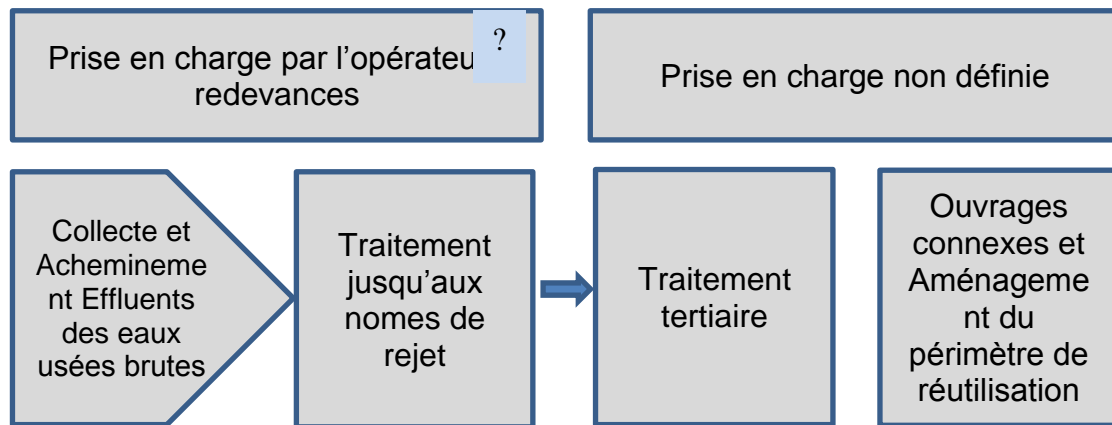 Prise en charge par l’opérateu
redevances
?
Prise en charge non définie
Collecte et
Achemineme
nt Effluents
des eaux
usées brutes
Traitement
jusqu’aux
nomes de
rejet
Traitement
tertiaire
Ouvrages
connexes et
Aménageme
nt du
périmètre de
réutilisation